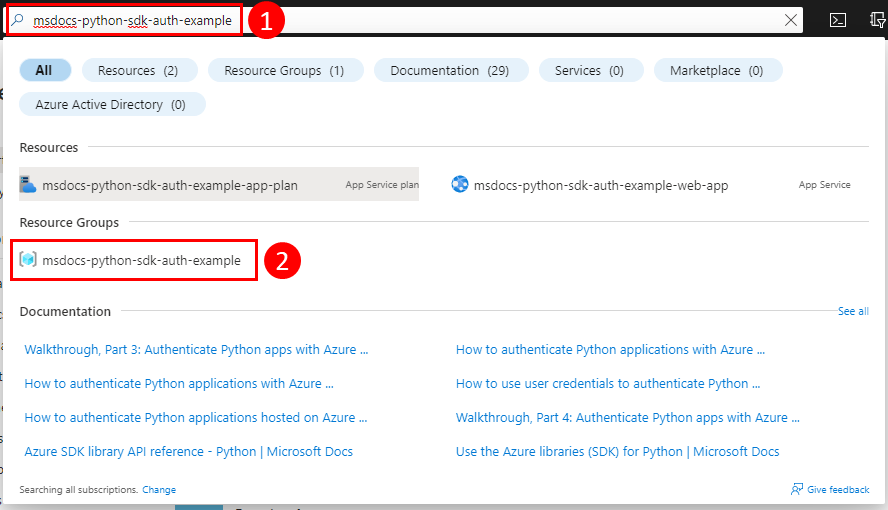 msdocs-python-sdk-auth-example 1
All Resources (2) Resource Groups (1) Documentation (29) Services (0) Marketplace (0)
Azure Active Directory (0)
Resources
msdocs-python-sdk-auth-example-app-plan App Service plan msdocs-python-sdk-auth-example-web-app App Service
Resource Groups
msdocs-python-sdk-auth-example 2
Documentation See all
Walkthrough, Part 3: Authenticate Python apps with Azure ... How to authenticate Python applications with Azure ...
How to authenticate Python applications with Azure ... How to use user credentials to authenticate Python ...
How to authenticate Python applications hosted on Azure ... Walkthrough, Part 4: Authenticate Python apps with Azure ...
Azure SDK library API reference - Python | Microsoft Docs Use the Azure libraries (SDK) for Python | Microsoft Docs
Searching all subscriptions. Change Give feedback